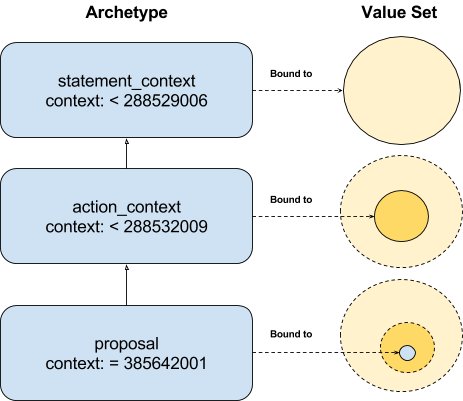 Archetype
Value Set
statement_context
context: < 288529006
Bound to
action_context
context: < 288532009
Bound to
proposal
context: = 385642001
Bound to